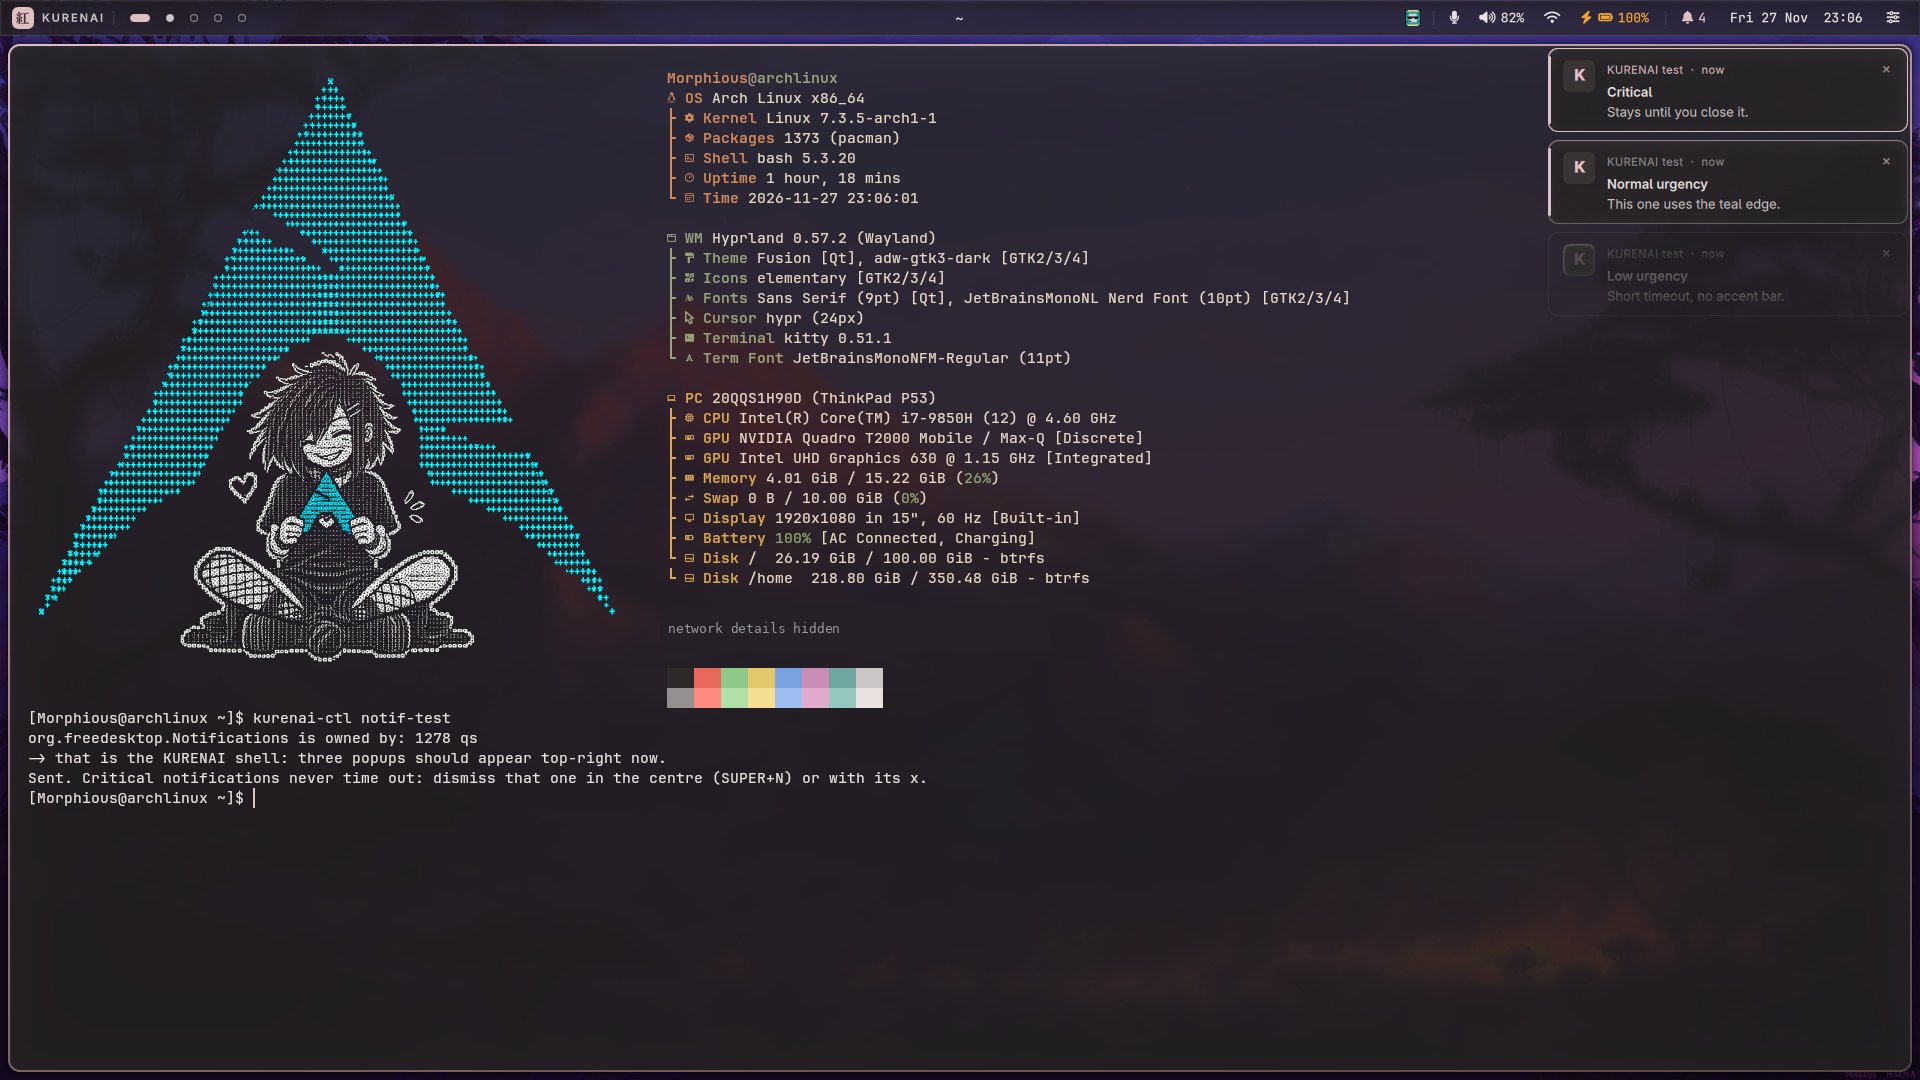 紅 KURENAI ~ 82% 100% 4 Fri 27 Nov 23:06
Morphious@archlinux
OS Arch Linux x86_64
Kernel Linux 7.3.5-arch1-1
Packages 1373 (pacman)
Shell bash 5.3.20
Uptime 1 hour, 18 mins
Time 2026-11-27 23:06:01
WM Hyprland 0.57.2 (Wayland)
Theme Fusion [Qt], adw-gtk3-dark [GTK2/3/4]
Icons elementary [GTK2/3/4]
Fonts Sans Serif (9pt) [Qt], JetBrainsMonoNL Nerd Font (10pt) [GTK2/3/4]
Cursor hypr (24px)
Terminal kitty 0.51.1
Term Font JetBrainsMonoNFM-Regular (11pt)
PC 20QQS1H90D (ThinkPad P53)
CPU Intel(R) Core(TM) i7-9850H (12) @ 4.60 GHz
GPU NVIDIA Quadro T2000 Mobile / Max-Q [Discrete]
GPU Intel UHD Graphics 630 @ 1.15 GHz [Integrated]
Memory 4.01 GiB / 15.22 GiB (26%)
Swap 0 B / 10.00 GiB (0%)
Display 1920x1080 in 15", 60 Hz [Built-in]
Battery 100% [AC Connected, Charging]
Disk / 26.19 GiB / 100.00 GiB - btrfs
Disk /home 218.80 GiB / 350.48 GiB - btrfs
network details hidden
[Morphious@archlinux ~]$ kurenai-ctl notif-test
org.freedesktop.Notifications is owned by: 1278 qs
-> that is the KURENAI shell: three popups should appear top-right now.
Sent. Critical notifications never time out: dismiss that one in the centre (SUPER+N) or with its x.
[Morphious@archlinux ~]$
K KURENAI test · now ×
Critical
Stays until you close it.
K KURENAI test · now ×
Normal urgency
This one uses the teal edge.
K KURENAI test · now ×
Low urgency
Short timeout, no accent bar.